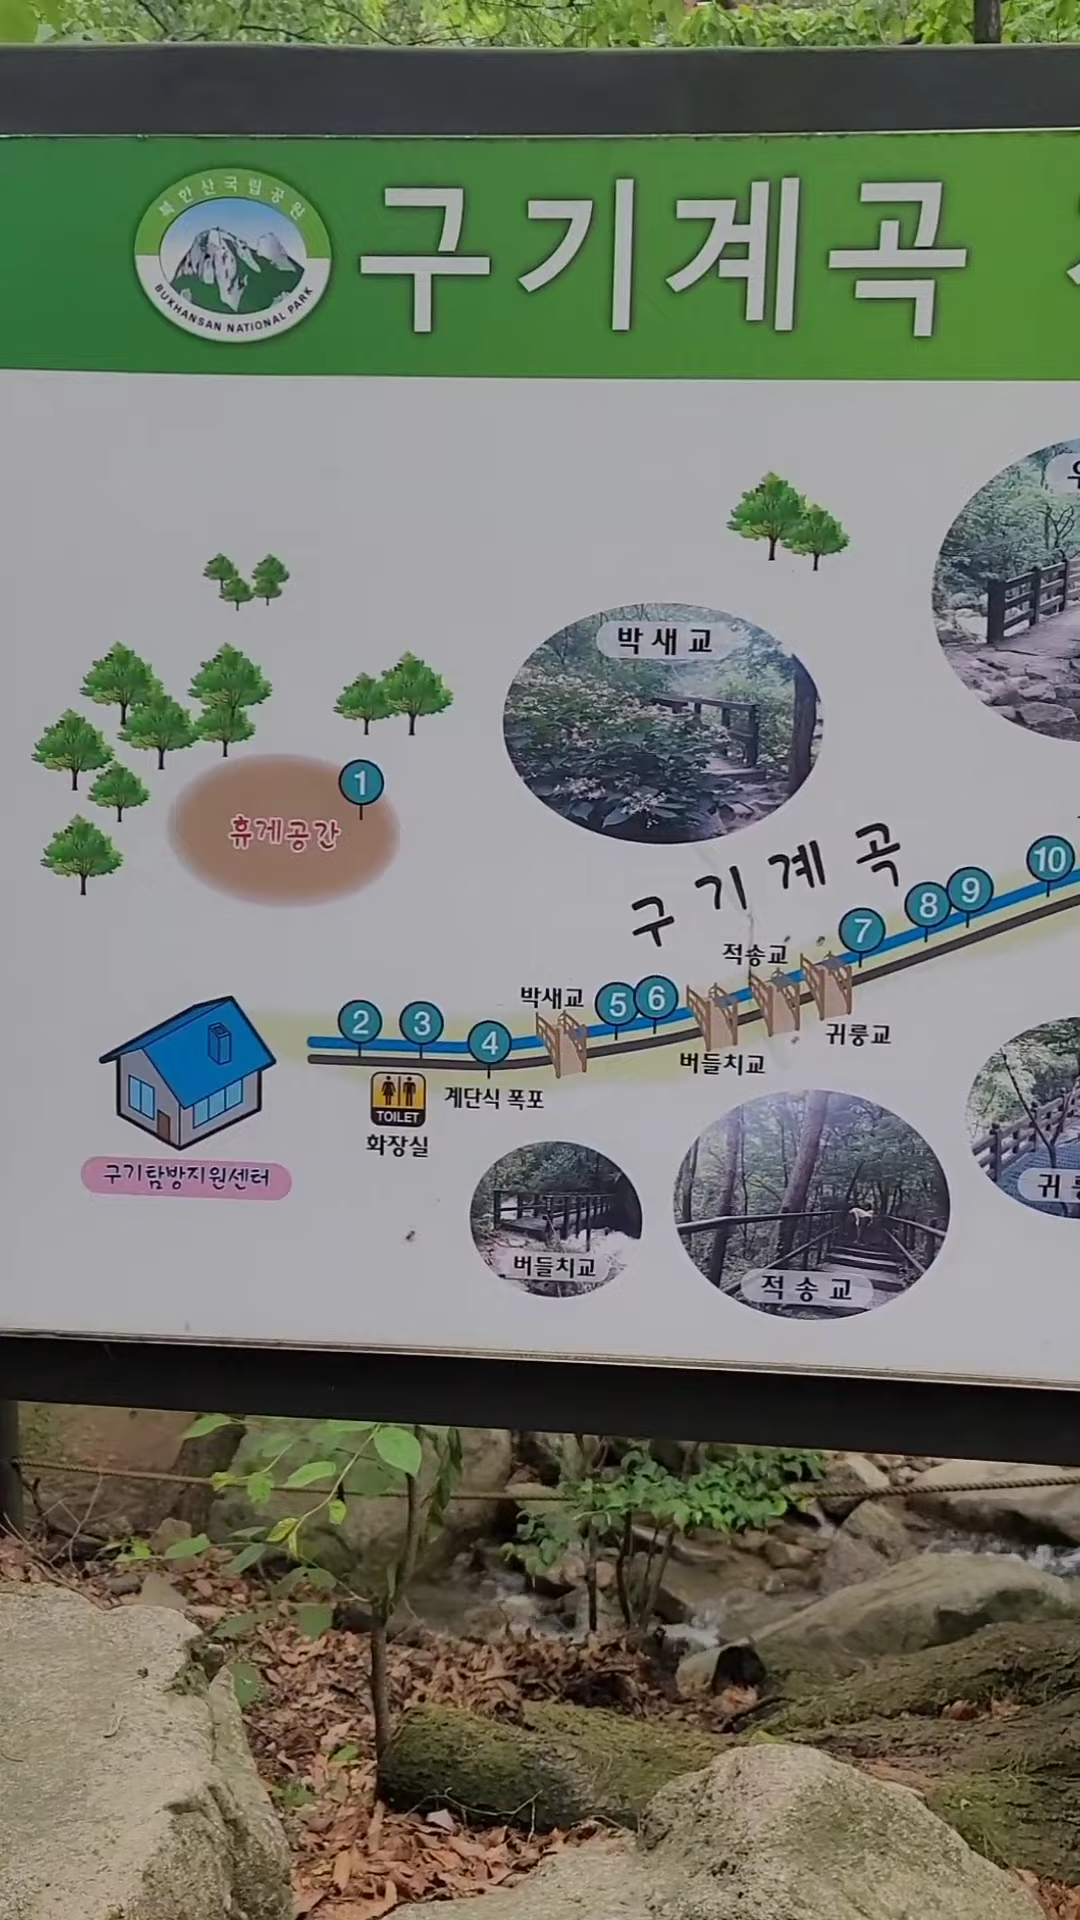 북한산국립공원
BUKHANSAN NATIONAL PARK
구기계곡
박새교
1
휴게공간
구기계곡
10
9
8
7
적송교
박새교
5
6
2
3
4
귀룽교
버들치교
TOILET
계단식 폭포
화장실
구기탐방지원센터
버들치교
적송교
귀